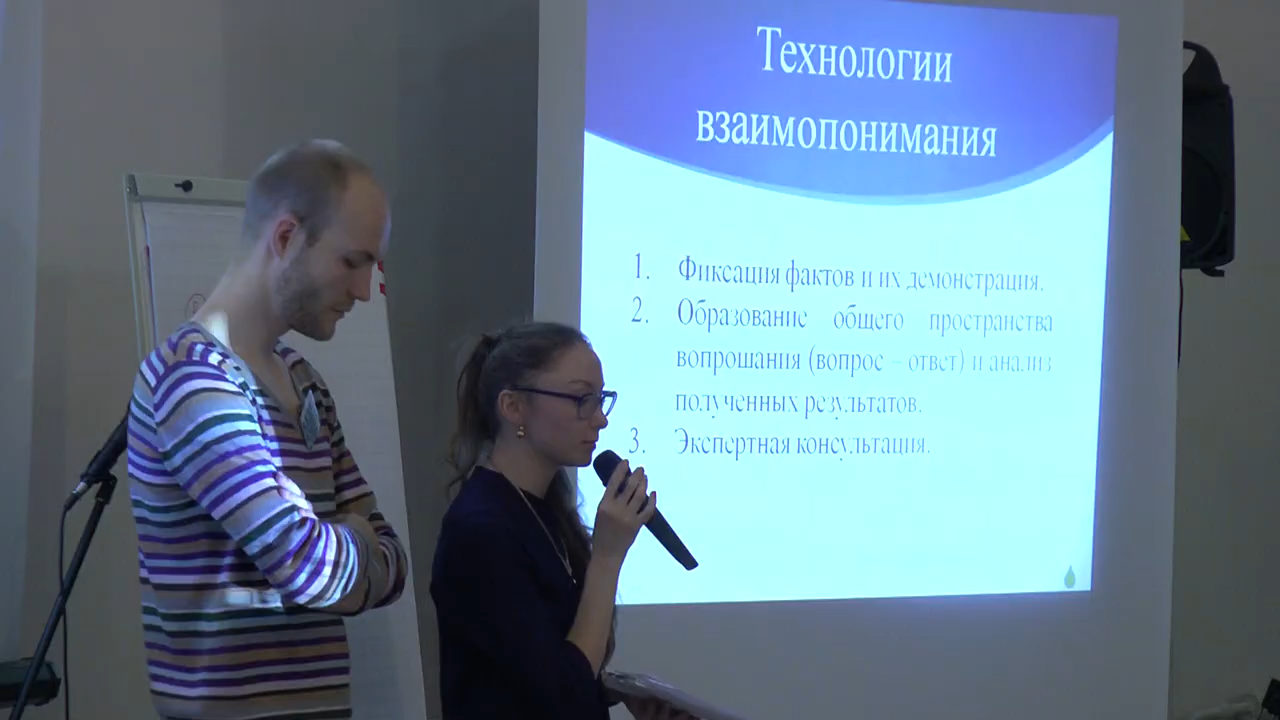 Технологии
взаимопонимания
1. Фиксация фактов и их демонстрация.
2. Образование общего пространства
вопрошания (вопрос – ответ) и анализ
полученных результатов.
3. Экспертная консультация.